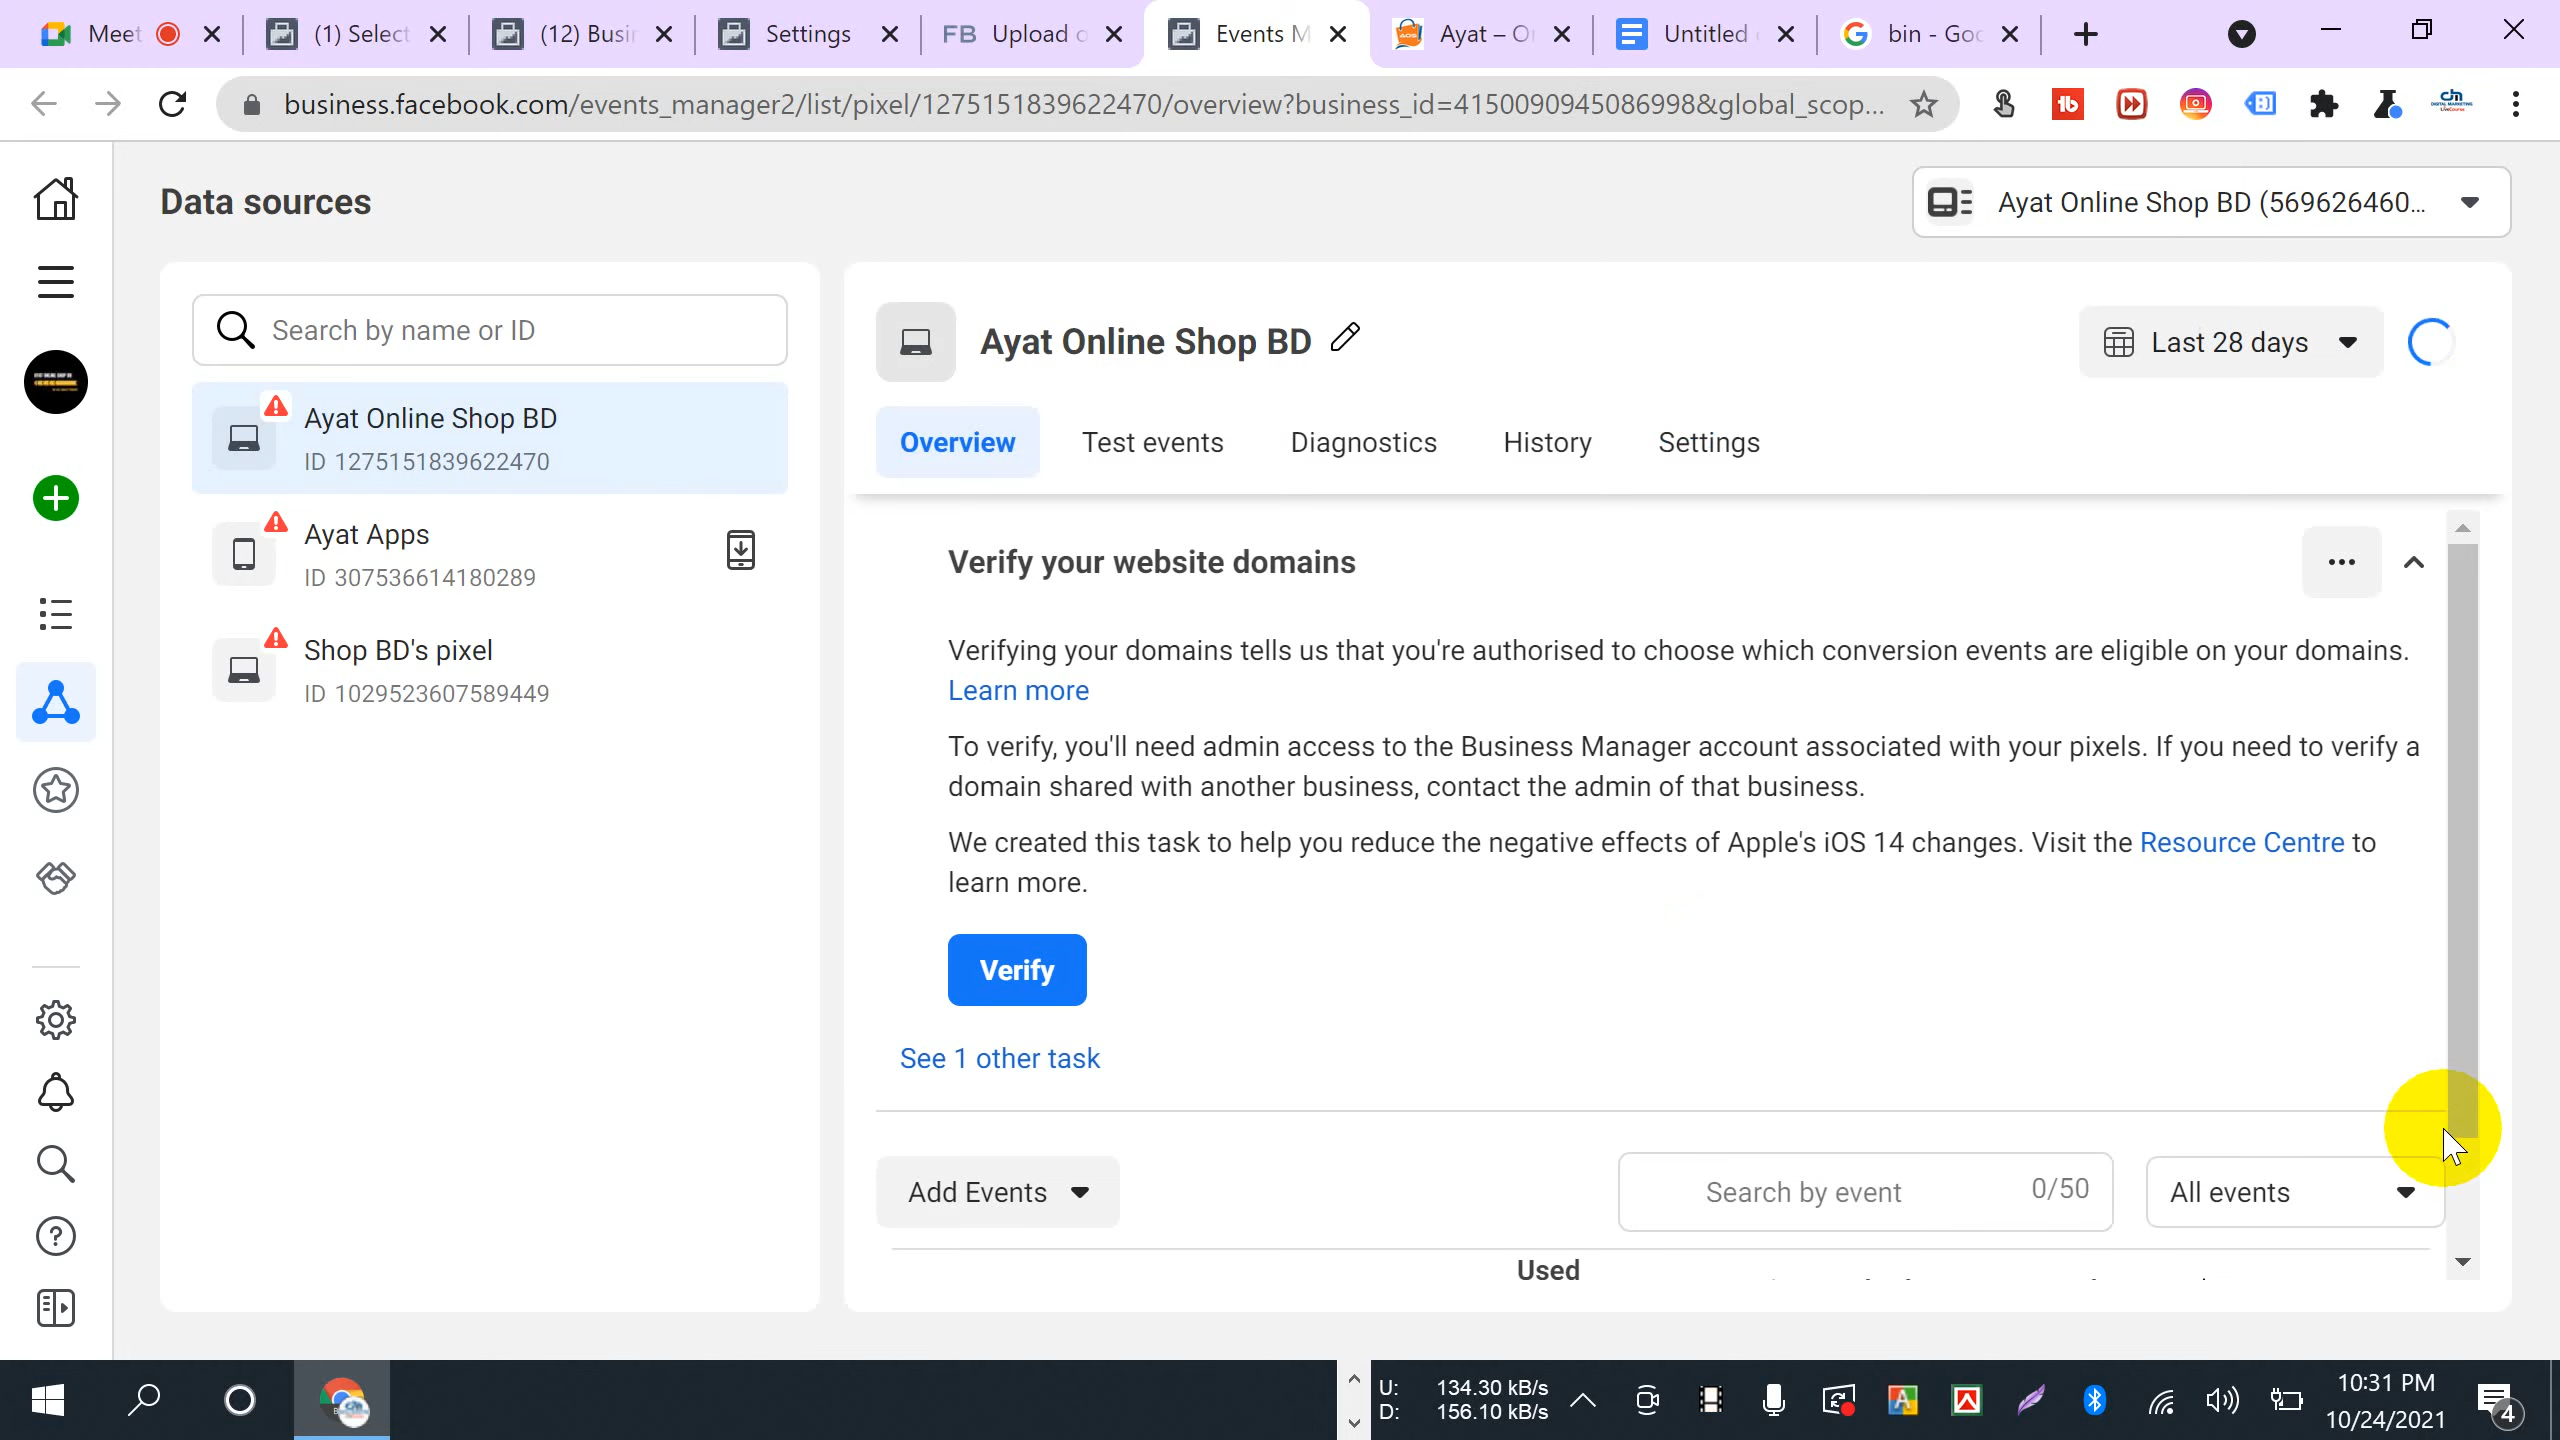 Meet
(1) Select
(12) Busi
Settings
FB Upload o
Events M
Ayat – O
Untitled
bin - Goo
business.facebook.com/events_manager2/list/pixel/1275151839622470/overview?business_id=4150090945086998&global_scop...
Data sources
Ayat Online Shop BD (569626460...
Search by name or ID
Ayat Online Shop BD
ID 1275151839622470
Ayat Apps
ID 307536614180289
Shop BD's pixel
ID 1029523607589449
Ayat Online Shop BD
Last 28 days
Overview
Test events
Diagnostics
History
Settings
Verify your website domains
Verifying your domains tells us that you're authorised to choose which conversion events are eligible on your domains.
Learn more
To verify, you'll need admin access to the Business Manager account associated with your pixels. If you need to verify a
domain shared with another business, contact the admin of that business.
We created this task to help you reduce the negative effects of Apple's iOS 14 changes. Visit the Resource Centre to
learn more.
Verify
See 1 other task
Add Events
Search by event 0/50
All events
Used
U: 134.30 kB/s
D: 156.10 kB/s
10:31 PM
10/24/2021
4